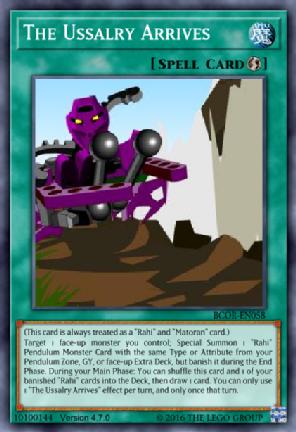 The Ussalry Arrives
[Spell Card]
BCOR-EN058
(This card is always treated as a "Rahi" and "Matoran" card.)
Target 1 face-up monster you control; Special Summon 1 "Rahi"
Pendulum Monster Card with the same Type or Attribute from your
Pendulum Zone, GY, or face-up Extra Deck, but banish it during the End
Phase. During your Main Phase: You can shuffle this card and 1 of your
banished "Rahi" cards into the Deck, then draw 1 card. You can only use
1 "The Ussalry Arrives" effect per turn, and only once that turn.
10100144 Version 4.7.0 ©2016 THE LEGO GROUP